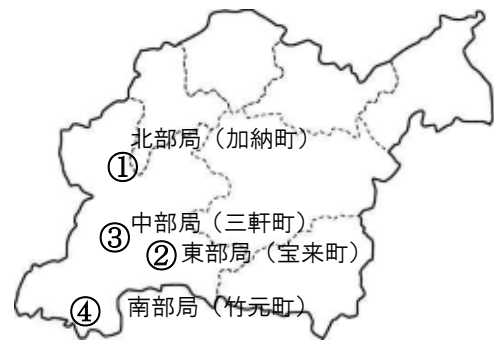 北部局（加納町）
①
中部局（三軒町）
③
② 東部局（宝来町）
④ 南部局（竹元町）